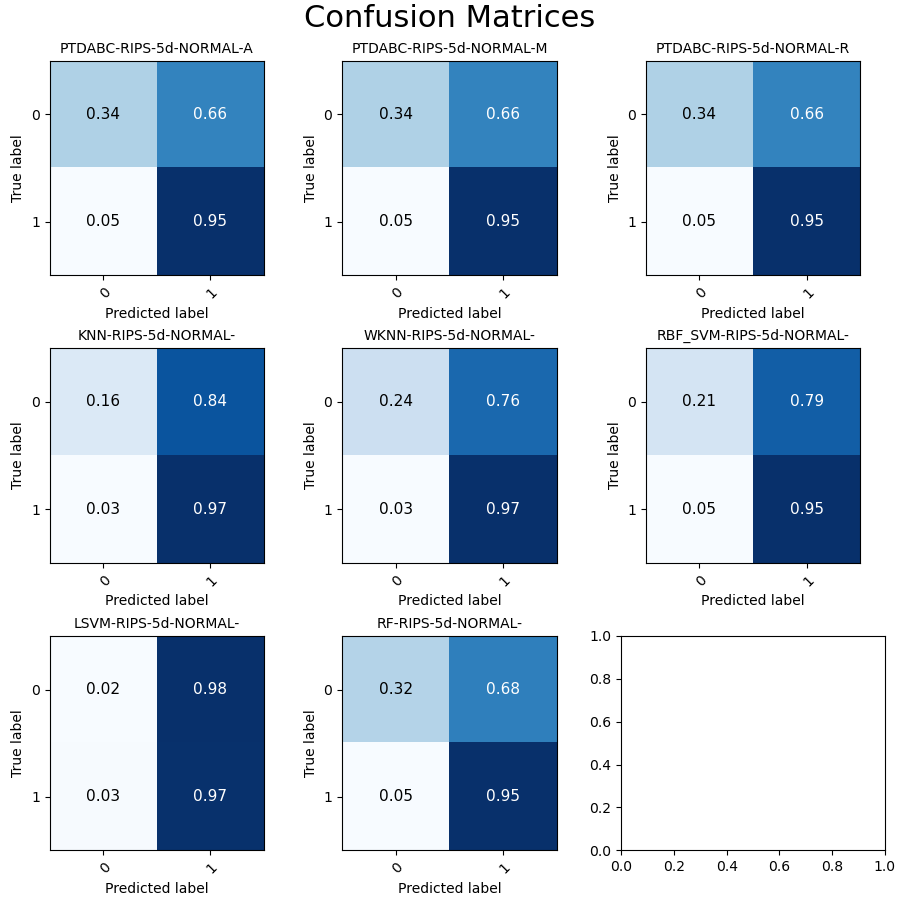 Confusion Matrices
PTDABC-RIPS-5d-NORMAL-A
True label
0
0.34 0.66
1
0.05 0.95
0 1
Predicted label
PTDABC-RIPS-5d-NORMAL-M
True label
0
0.34 0.66
1
0.05 0.95
0 1
Predicted label
PTDABC-RIPS-5d-NORMAL-R
True label
0
0.34 0.66
1
0.05 0.95
0 1
Predicted label
KNN-RIPS-5d-NORMAL-
True label
0
0.16 0.84
1
0.03 0.97
0 1
Predicted label
WKNN-RIPS-5d-NORMAL-
True label
0
0.24 0.76
1
0.03 0.97
0 1
Predicted label
RBF_SVM-RIPS-5d-NORMAL-
True label
0
0.21 0.79
1
0.05 0.95
0 1
Predicted label
LSVM-RIPS-5d-NORMAL-
True label
0
0.02 0.98
1
0.03 0.97
0 1
Predicted label
RF-RIPS-5d-NORMAL-
True label
0
0.32 0.68
1
0.05 0.95
0 1
Predicted label
1.0
0.8
0.6
0.4
0.2
0.0
0.0 0.2 0.4 0.6 0.8 1.0